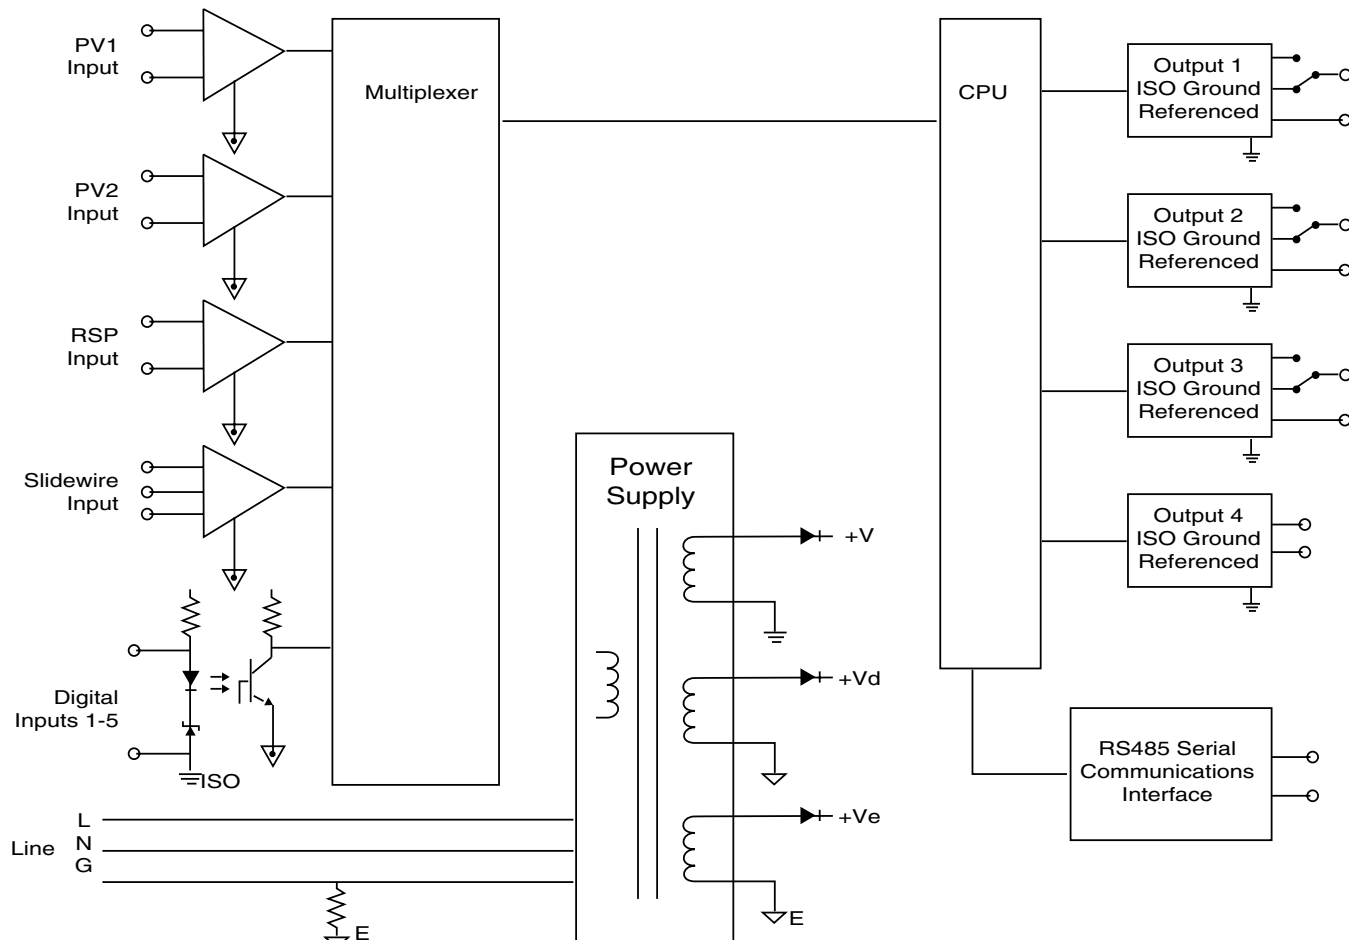 PV1
Input
Multiplexer
CPU
Output 1
ISO Ground
Referenced
PV2
Input
Output 2
ISO Ground
Referenced
RSP
Input
Output 3
ISO Ground
Referenced
Slidewire
Input
Power
Supply
+V
Output 4
ISO Ground
Referenced
Digital
Inputs 1-5
ISO
+Vd
RS485 Serial
Communications
Interface
+Ve
E
Line
L
N
G
E